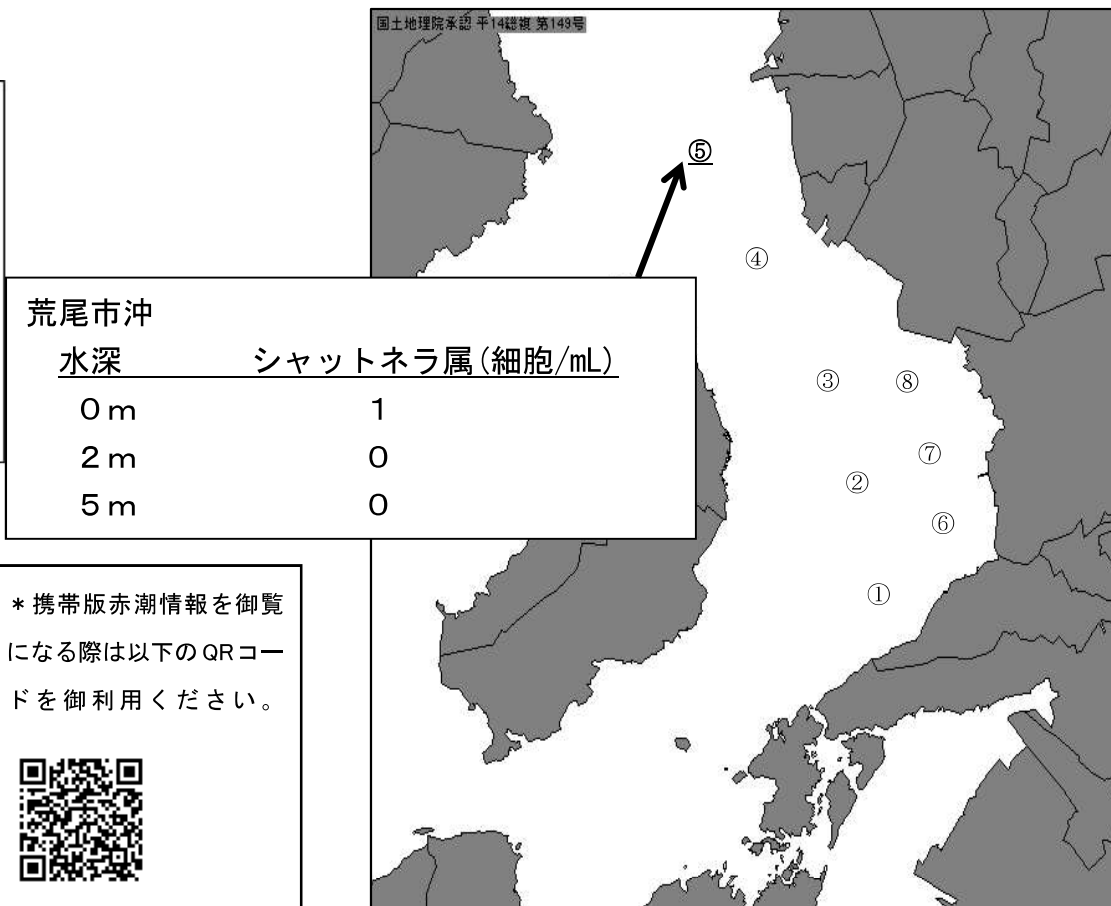 国土地理院承認 平14総複 第149号
⑤
④
荒尾市沖
水深 シャットネラ属(細胞/mL)
0m 1
2m 0
5m 0
③ ⑧
⑦
②
⑥
①
*携帯版赤潮情報を御覧
になる際は以下のQRコー
ドを御利用ください。